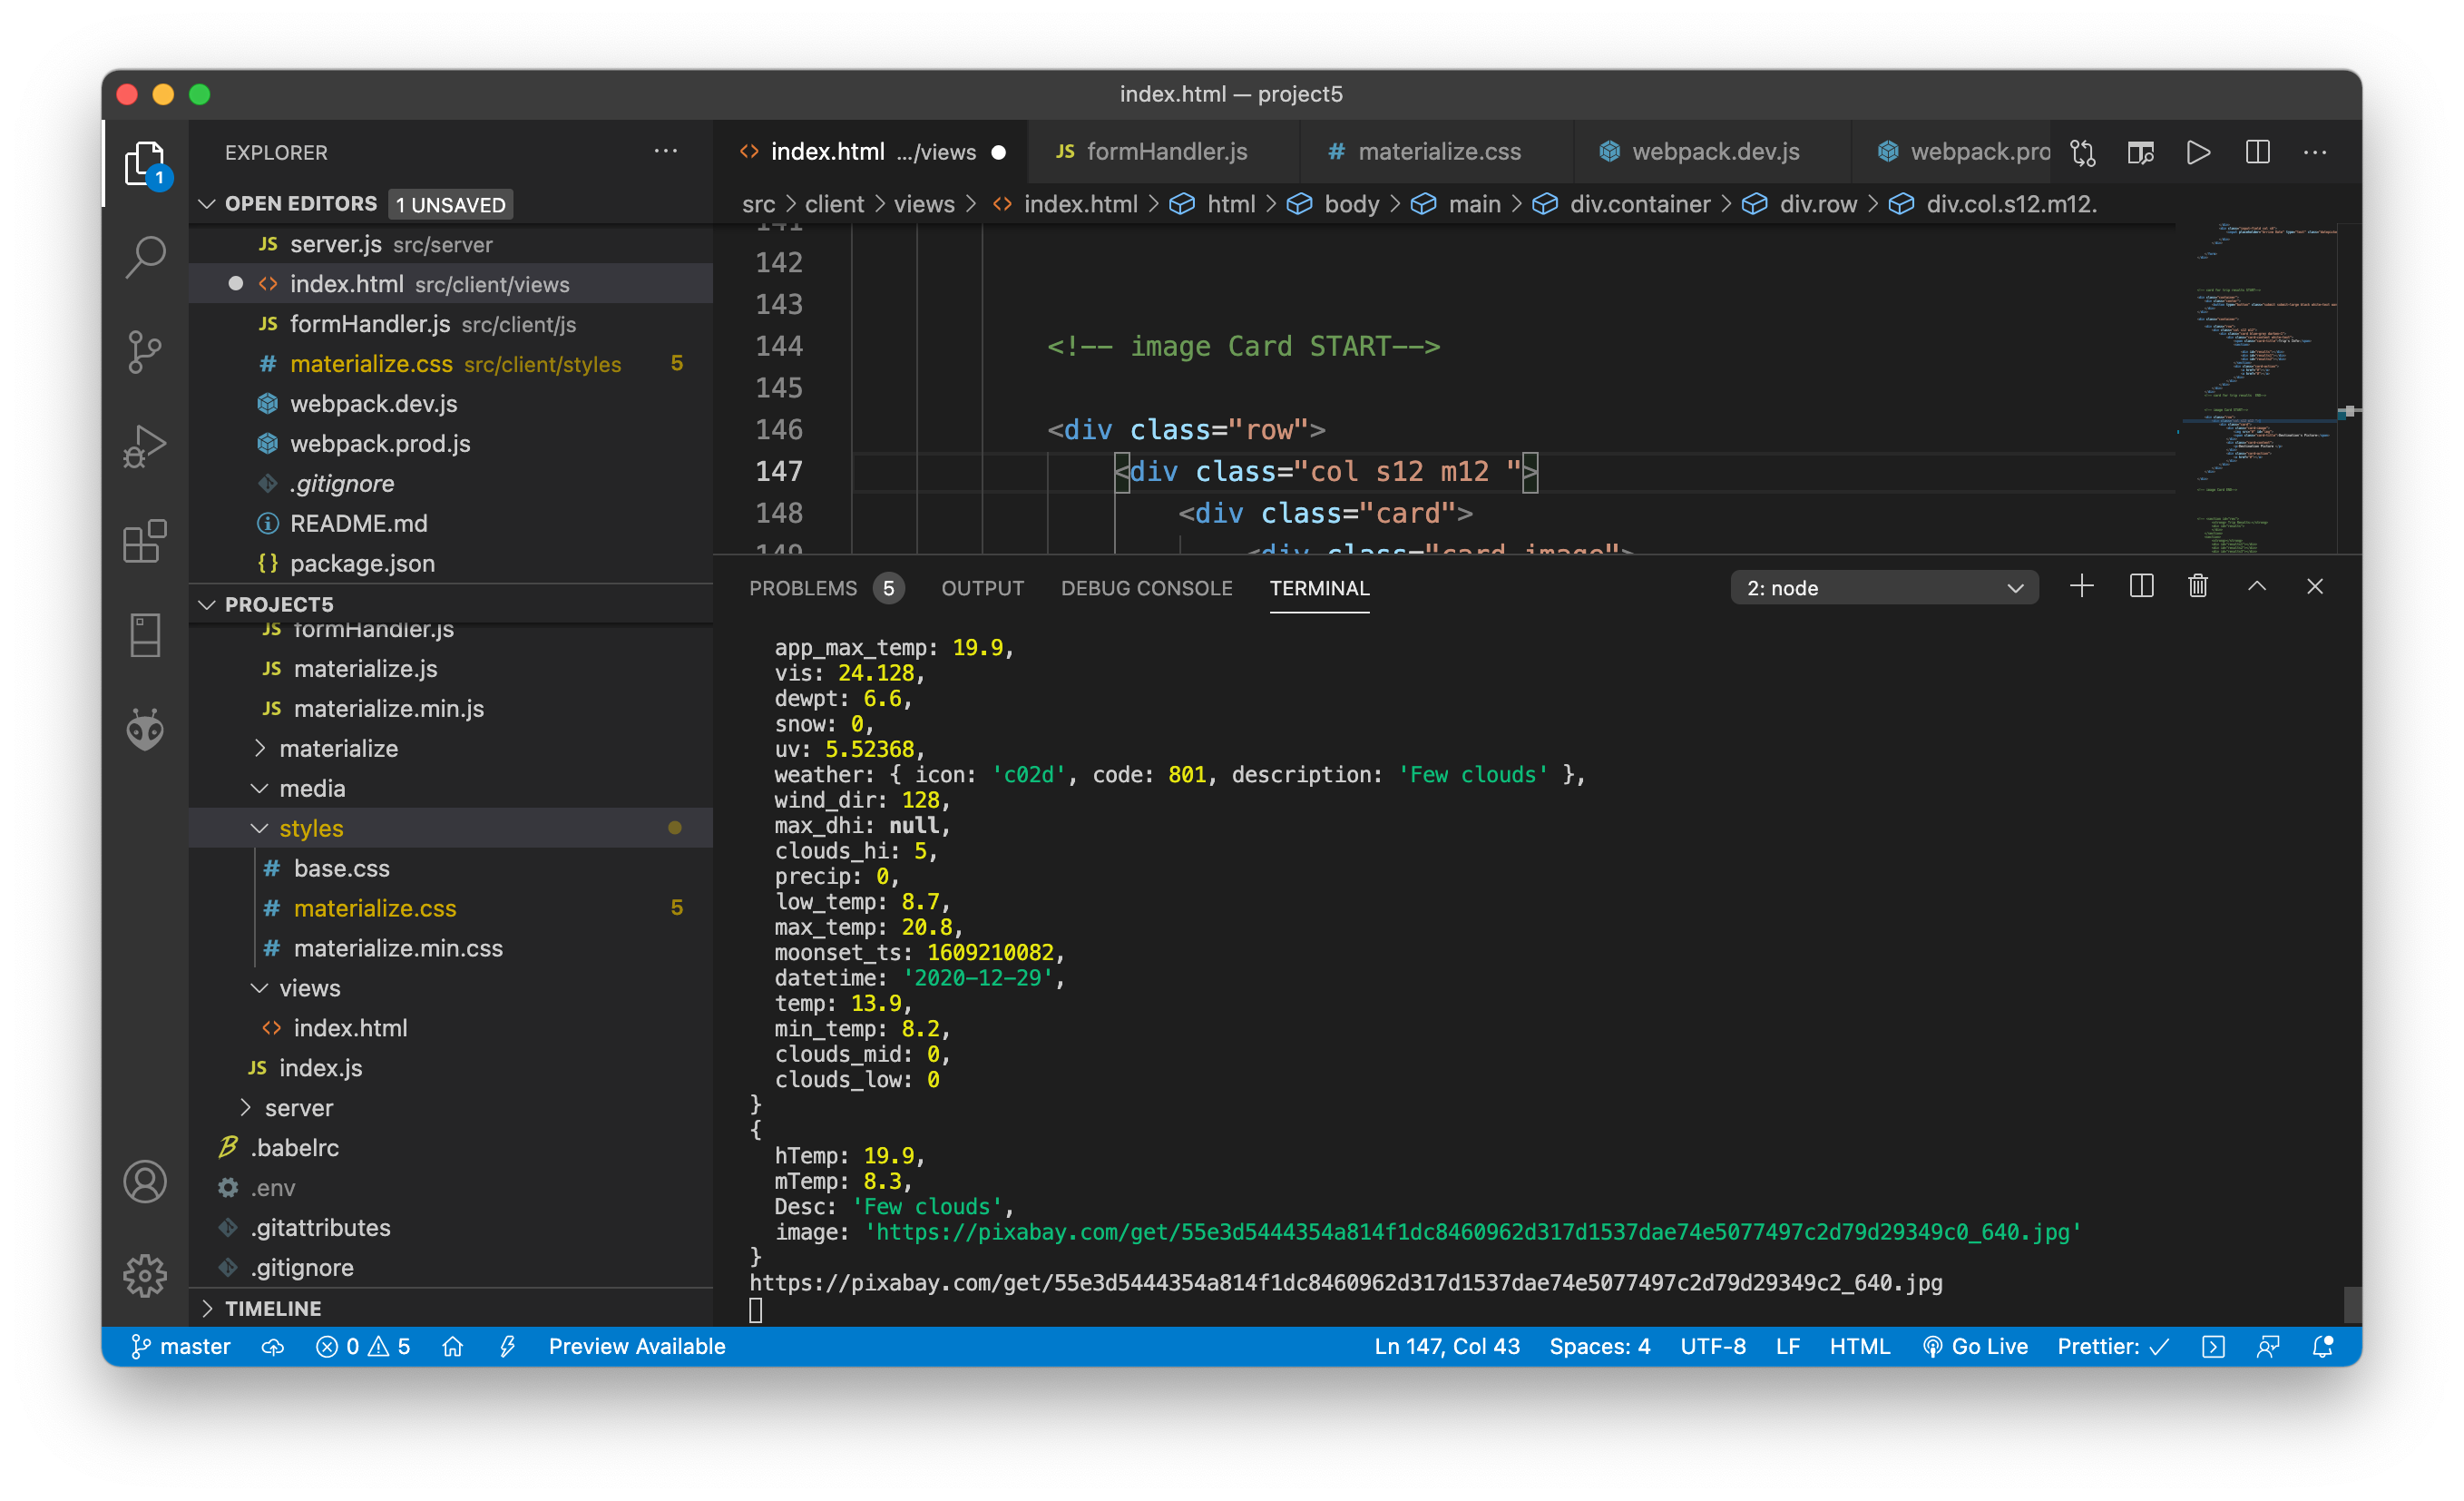 index.html — project5
EXPLORER
1
OPEN EDITORS 1 UNSAVED
JS server.js src/server
index.html src/client/views
JS formHandler.js src/client/js
# materialize.css src/client/styles 5
webpack.dev.js
webpack.prod.js
.gitignore
README.md
{} package.json
PROJECT5
JS formHandler.js
JS materialize.js
JS materialize.min.js
materialize
media
styles
# base.css
# materialize.css 5
# materialize.min.css
views
<> index.html
JS index.js
server
.babelrc
.env
.gitattributes
.gitignore
TIMELINE
<> index.html .../views
JS formHandler.js
# materialize.css
webpack.dev.js
webpack.pro
src > client > views > <> index.html > html > body > main > div.container > div.row > div.col.s12.m12.
141
142
143
144 <!-- image Card START-->
145
146 <div class="row">
147 <div class="col s12 m12 ">
148 <div class="card">
149 <div class="card-image">
PROBLEMS 5 OUTPUT DEBUG CONSOLE TERMINAL 2: node
app_max_temp: 19.9,
vis: 24.128,
dewpt: 6.6,
snow: 0,
uv: 5.52368,
weather: { icon: 'c02d', code: 801, description: 'Few clouds' },
wind_dir: 128,
max_dhi: null,
clouds_hi: 5,
precip: 0,
low_temp: 8.7,
max_temp: 20.8,
moonset_ts: 1609210082,
datetime: '2020-12-29',
temp: 13.9,
min_temp: 8.2,
clouds_mid: 0,
clouds_low: 0
}
{
hTemp: 19.9,
mTemp: 8.3,
Desc: 'Few clouds',
image: 'https://pixabay.com/get/55e3d5444354a814f1dc8460962d317d1537dae74e5077497c2d79d29349c0_640.jpg'
}
https://pixabay.com/get/55e3d5444354a814f1dc8460962d317d1537dae74e5077497c2d79d29349c2_640.jpg
master 0 5 Preview Available Ln 147, Col 43 Spaces: 4 UTF-8 LF HTML Go Live Prettier: ✓